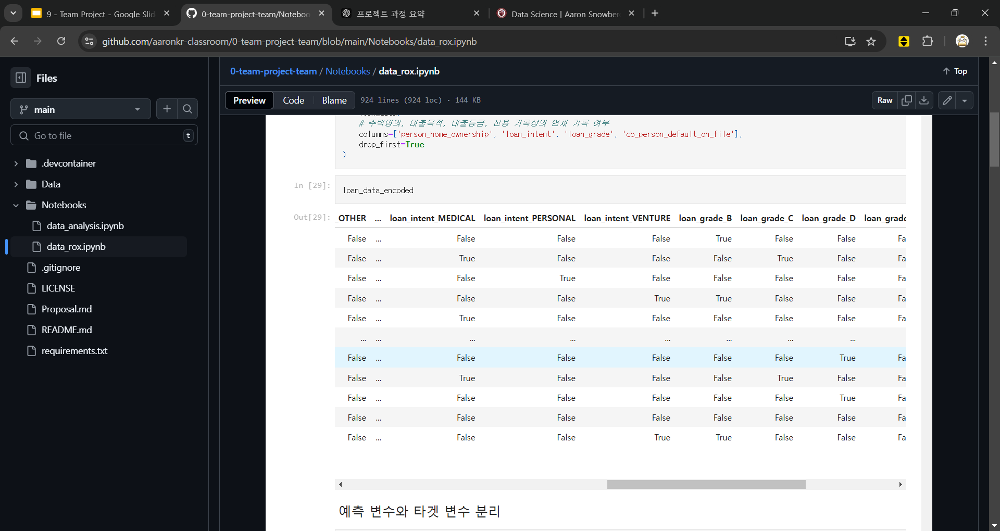 9 - Team Project - Google Slid
0-team-project-team/Noteboo
프로젝트 과정 요약
Data Science | Aaron Snowber
github.com/aaronkr-classroom/0-team-project-team/blob/main/Notebooks/data_rox.ipynb
Files
main
Go to file
t
.devcontainer
Data
Notebooks
data_analysis.ipynb
data_rox.ipynb
.gitignore
LICENSE
Proposal.md
README.md
requirements.txt
0-team-project-team / Notebooks / data_rox.ipynb
Top
Preview Code Blame 924 lines (924 loc) · 144 KB
Raw
# 주택명의, 대출목적, 대출등급, 신용 기록상의 연체 기록 여부
columns=['person_home_ownership', 'loan_intent', 'loan_grade', 'cb_person_default_on_file'],
drop_first=True
)
In [29]: loan_data_encoded
Out[29]: _OTHER ... loan_intent_MEDICAL loan_intent_PERSONAL loan_intent_VENTURE loan_grade_B loan_grade_C loan_grade_D loan_grade
False ... False False False True False False Fa
False ... True False False False True False Fa
False ... False True False False False False Fa
False ... False False True True False False Fa
False ... True False False False False False Fa
... ... ... ... ... ... ... ...
False ... False False False False False True Fa
False ... True False False False True False Fa
False ... False False False False False True Fa
False ... False False False False False False Fa
False ... False False True True False False Fa
예측 변수와 타겟 변수 분리